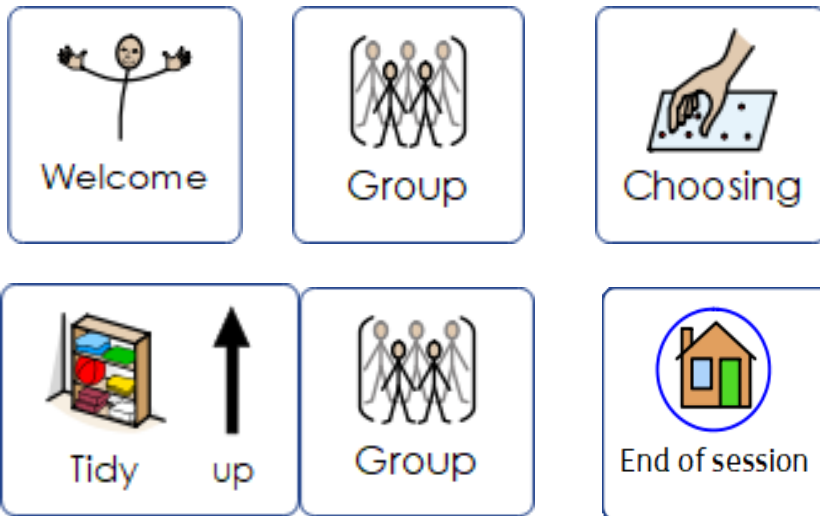 Welcome
Group
Choosing
Tidy up
Group
End of session